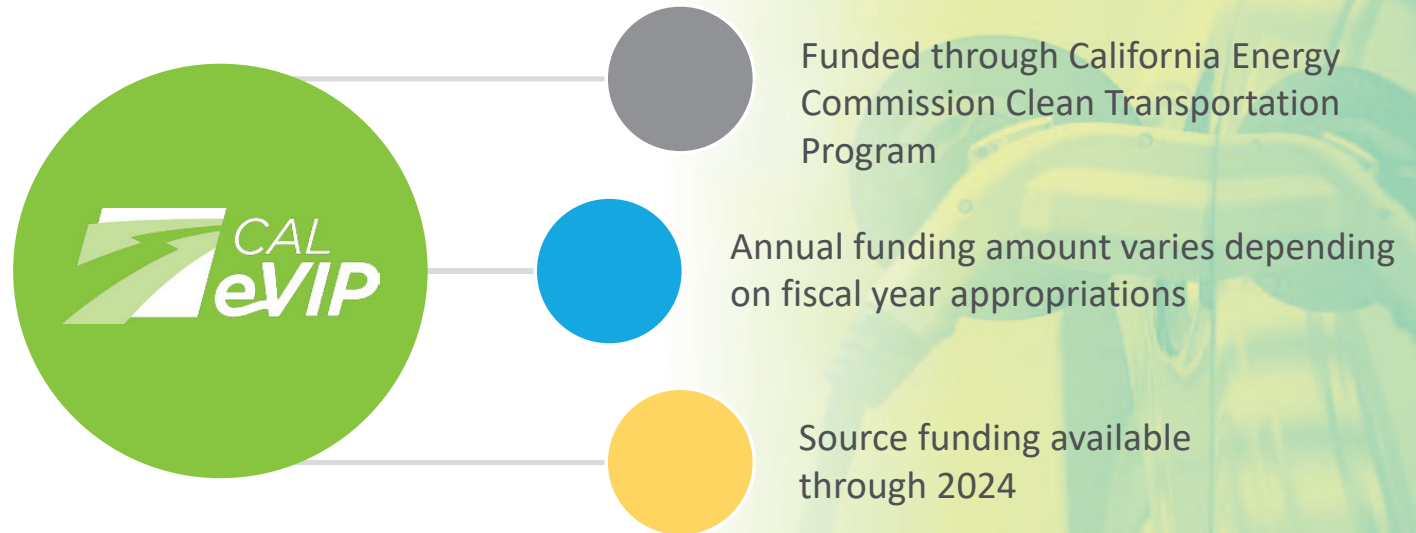 CAL
eVIP
Funded through California Energy
Commission Clean Transportation
Program
Annual funding amount varies depending
on fiscal year appropriations
Source funding available
through 2024